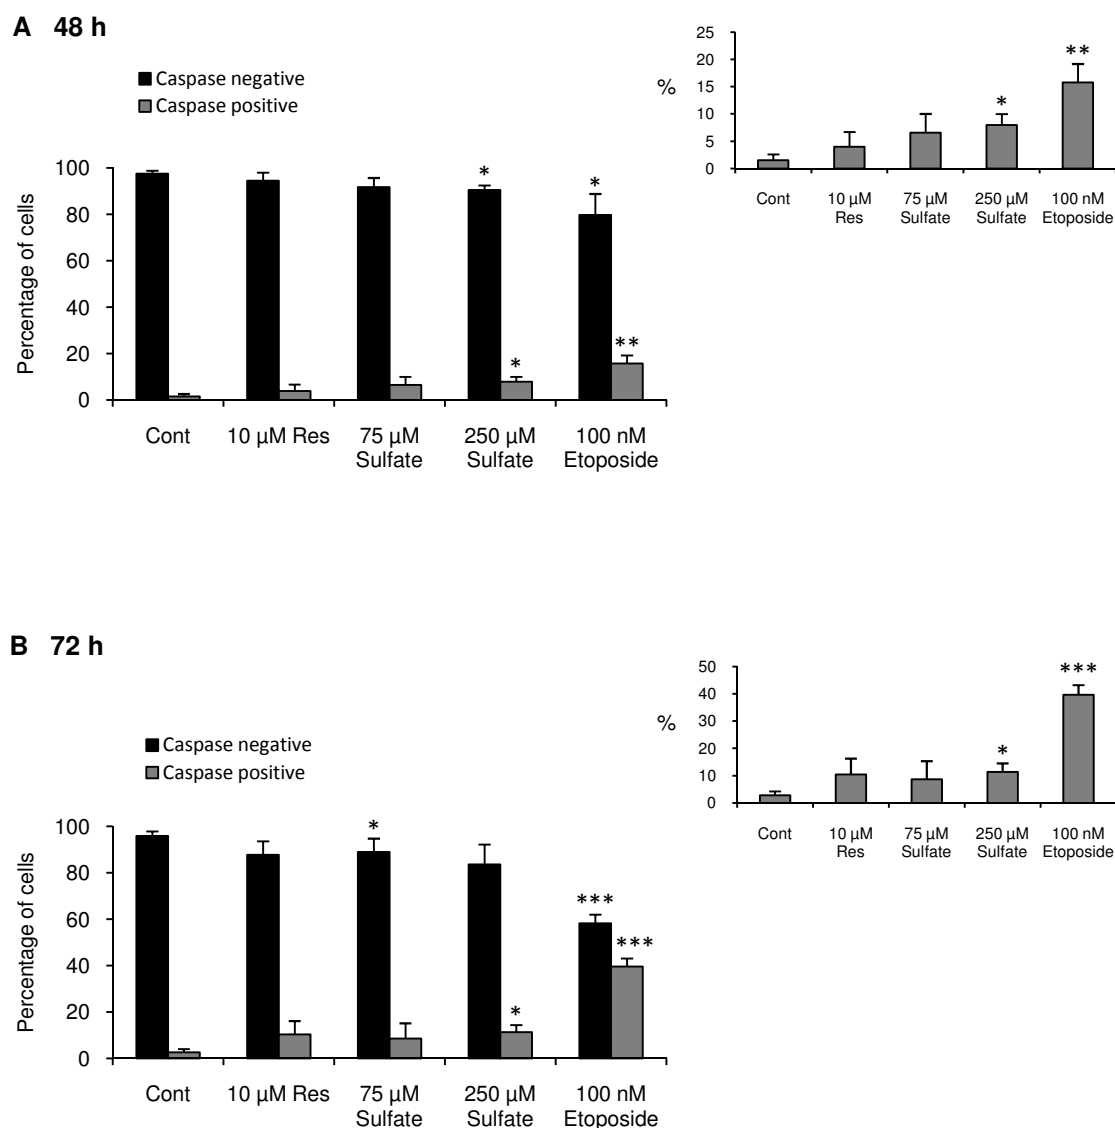 A 48 h
Caspase negative
Caspase positive
Percentage of cells
100
80
60
40
20
0
*
*
*
**
Cont
10 µM Res
75 µM
Sulfate
250 µM
Sulfate
100 nM
Etoposide
%
25
20
15
10
5
0
*
**
Cont
10 µM
Res
75 µM
Sulfate
250 µM
Sulfate
100 nM
Etoposide
B 72 h
Caspase negative
Caspase positive
Percentage of cells
100
80
60
40
20
0
*
*
***
***
Cont
10 µM Res
75 µM
Sulfate
250 µM
Sulfate
100 nM
Etoposide
%
50
40
30
20
10
0
*
***
Cont
10 µM
Res
75 µM
Sulfate
250 µM
Sulfate
100 nM
Etoposide